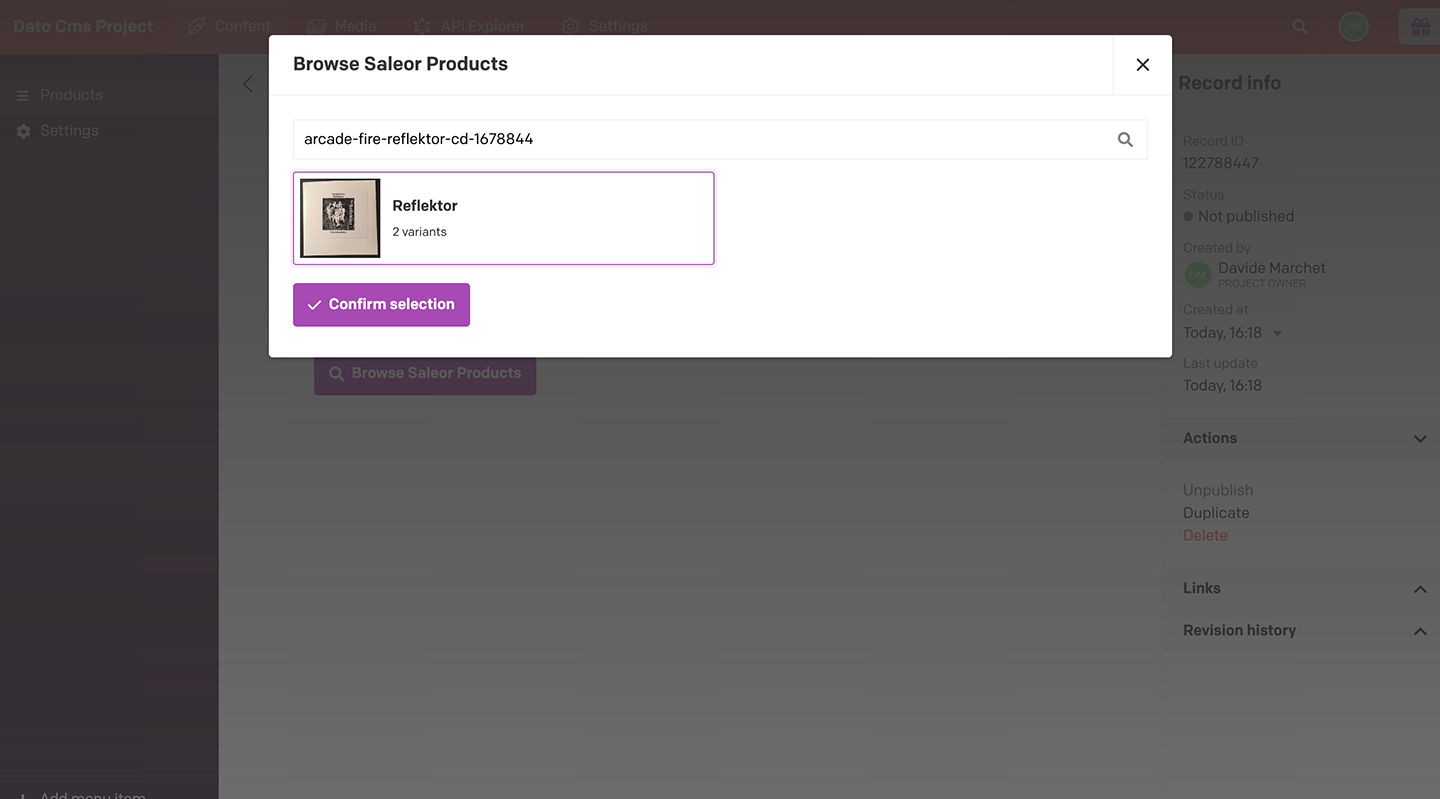 Dato Cms Project
Content
Media
API Explorer
Settings
DM
Products
Settings
Add menu item
Browse Saleor Products
arcade-fire-reflektor-cd-1678844
Reflektor
2 variants
Confirm selection
Browse Saleor Products
Record info
Record ID
122788447
Status
Not published
Created by
DM
Davide Marchet
PROJECT OWNER
Created at
Today, 16:18
Last update
Today, 16:18
Actions
Unpublish
Duplicate
Delete
Links
Revision history